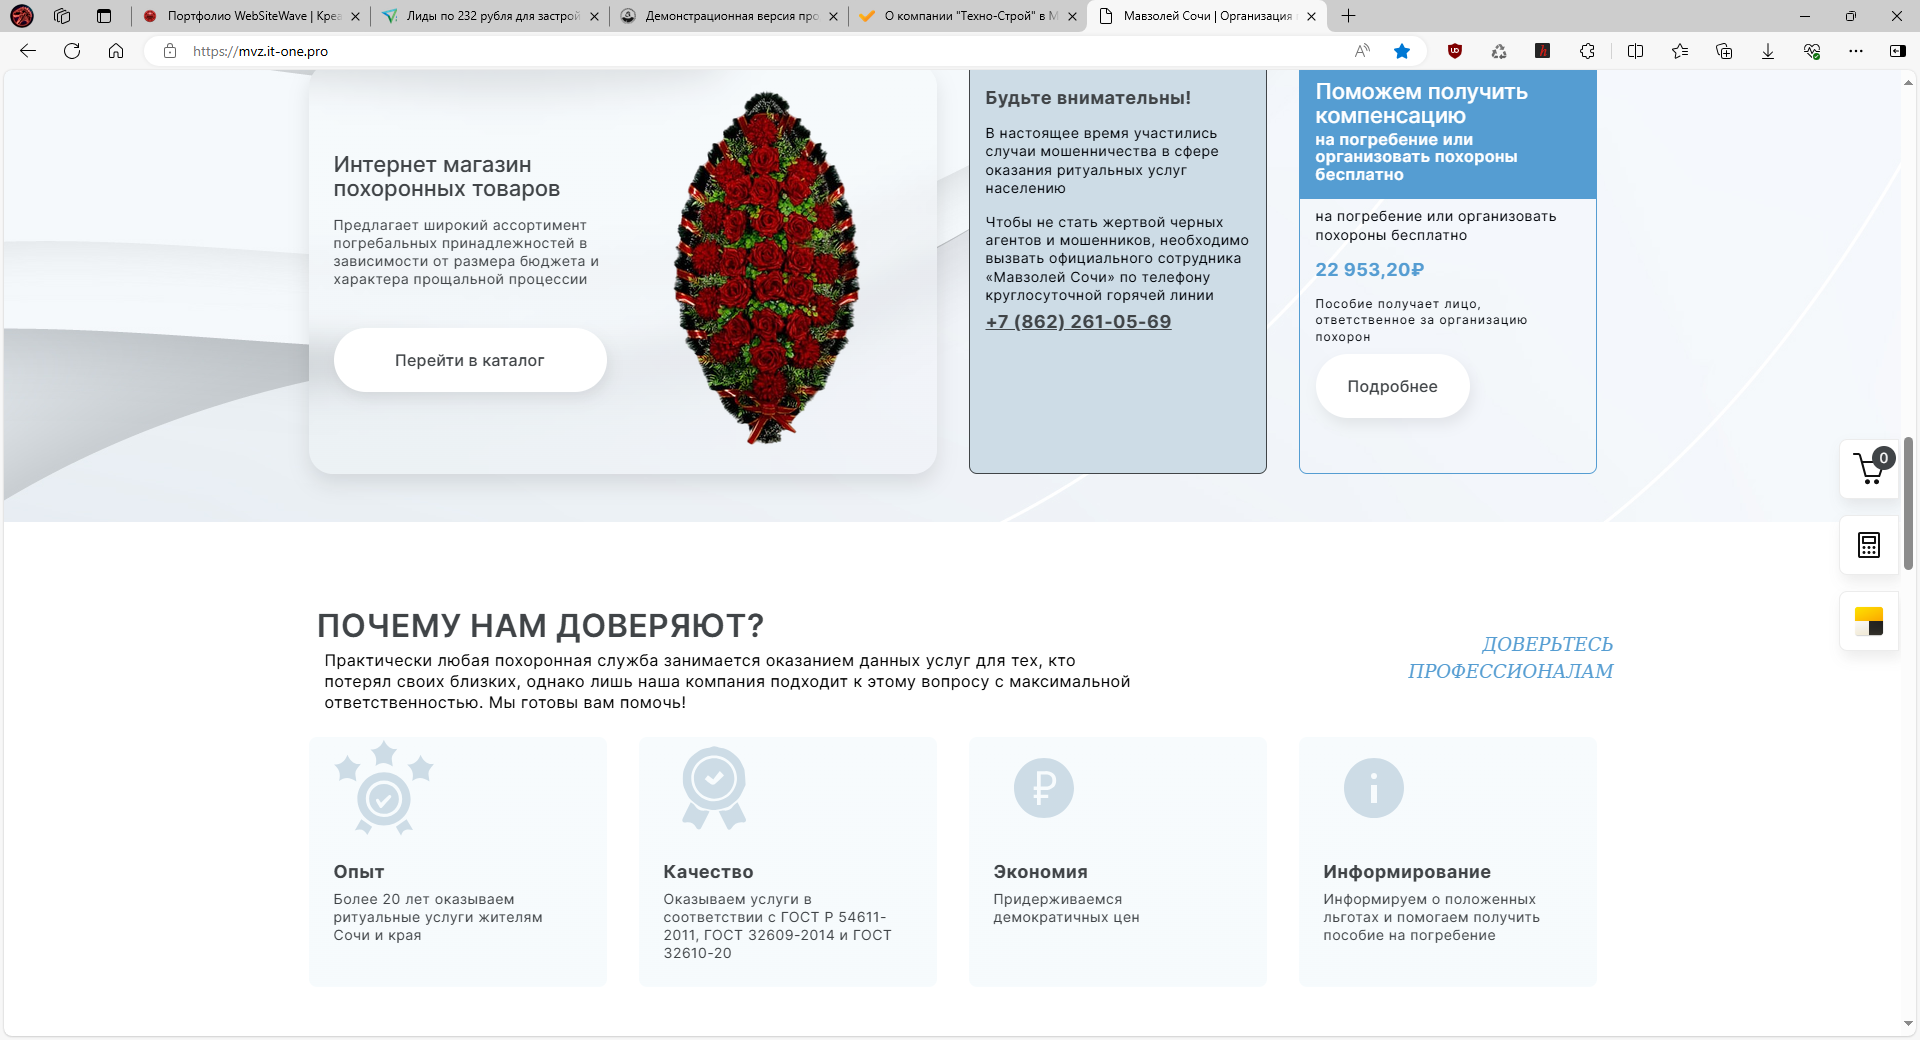 Портфолио WebSiteWave | Креа
Лиды по 232 рубля для застрой
Демонстрационная версия про
О компании "Техно-Строй" в М
Мавзолей Сочи | Организация
https://mvz.it-one.pro
Интернет магазин
похоронных товаров
Предлагает широкий ассортимент
погребальных принадлежностей в
зависимости от размера бюджета и
характера прощальной процессии
Перейти в каталог
Будьте внимательны!
В настоящее время участились
случаи мошенничества в сфере
оказания ритуальных услуг
населению
Чтобы не стать жертвой черных
агентов и мошенников, необходимо
вызвать официального сотрудника
«Мавзолей Сочи» по телефону
круглосуточной горячей линии
+7 (862) 261-05-69
Поможем получить
компенсацию
на погребение или
организовать похороны
бесплатно
на погребение или организовать
похороны бесплатно
22 953,20₽
Пособие получает лицо,
ответственное за организацию
похорон
Подробнее
0
ПОЧЕМУ НАМ ДОВЕРЯЮТ?
Практически любая похоронная служба занимается оказанием данных услуг для тех, кто
потерял своих близких, однако лишь наша компания подходит к этому вопросу с максимальной
ответственностью. Мы готовы вам помочь!
ДОВЕРЬТЕСЬ
ПРОФЕССИОНАЛАМ
Опыт
Более 20 лет оказываем
ритуальные услуги жителям
Сочи и края
Качество
Оказываем услуги в
соответствии с ГОСТ Р 54611-
2011, ГОСТ 32609-2014 и ГОСТ
32610-20
Экономия
Придерживаемся
демократичных цен
Информирование
Информируем о положенных
льготах и помогаем получить
пособие на погребение